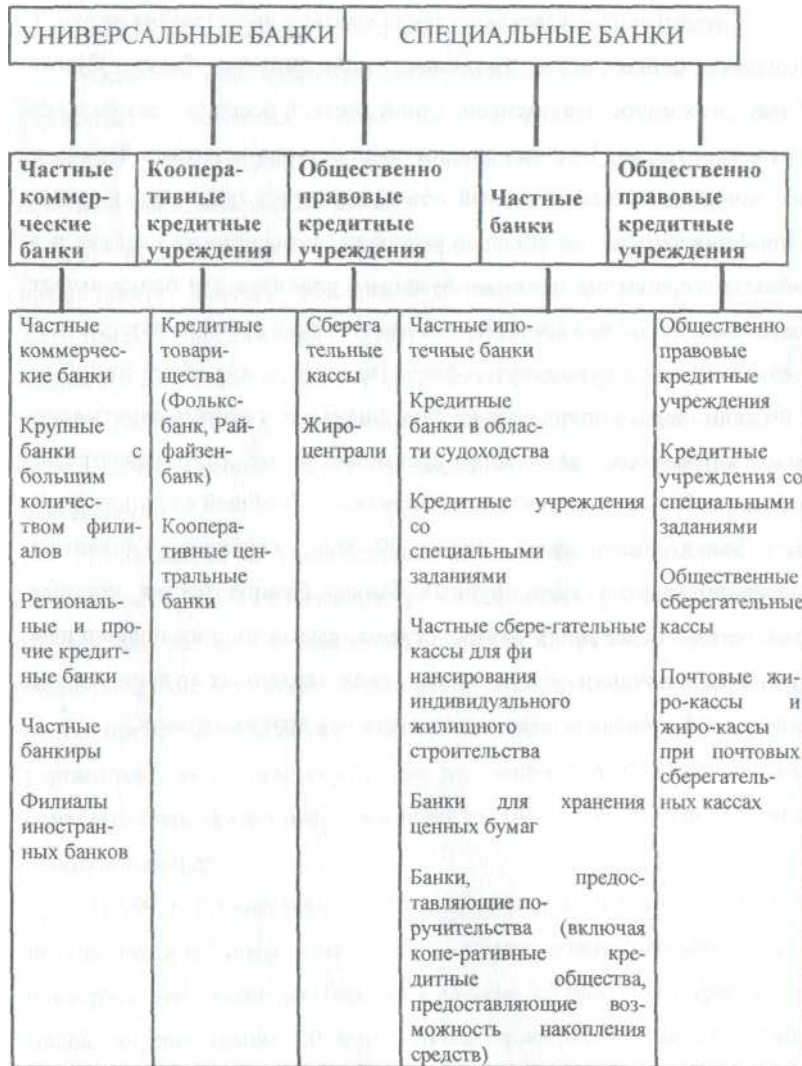 УНИВЕРСАЛЬНЫЕ БАНКИ
СПЕЦИАЛЬНЫЕ БАНКИ
Частные
коммер-
ческие
банки
Коопера-
тивные
кредитные
учреждения
Общественно
правовые
кредитные
учреждения
Частные
банки
Общественно
правовые
кредитные
учреждения
Частные
коммерчес-
кие банки
Крупные
банки с
большим
количес-
твом фили-
алов
Региональ-
ные и про-
чие кредит-
ные банки
Частные
банкиры
Филиалы
иностран-
ных банков
Кредитные
товари-
щества
(Фолькс-
банк, Рай-
файзен-
банк)
Коопера-
тивные цен-
тральные
банки
Сберега
тельные
кассы
Жиро-
централи
Частные ипо-
течные банки
Кредитные
банки в облас-
ти судоходства
Кредитные учреждения
со
специальными
заданиями
Частные сбере-гательные
кассы для фи
нансирования
индивидуального
жилищного
строительства
Банки для хранения
ценных бумаг
Банки, предос-
тавляющие по-
ручительства (включая
копе-ративные кре-
дитные общества,
предоставляющие воз-
можность накопления
средств)
Общественно
правовые
кредитные
учреждения
Кредитные
учреждения со
специальными
заданиями
Общественные
сберегательные
кассы
Почтовые жи-
ро-кассы и
жиро-кассы
при почтовых
сберегатель-
ных кассах